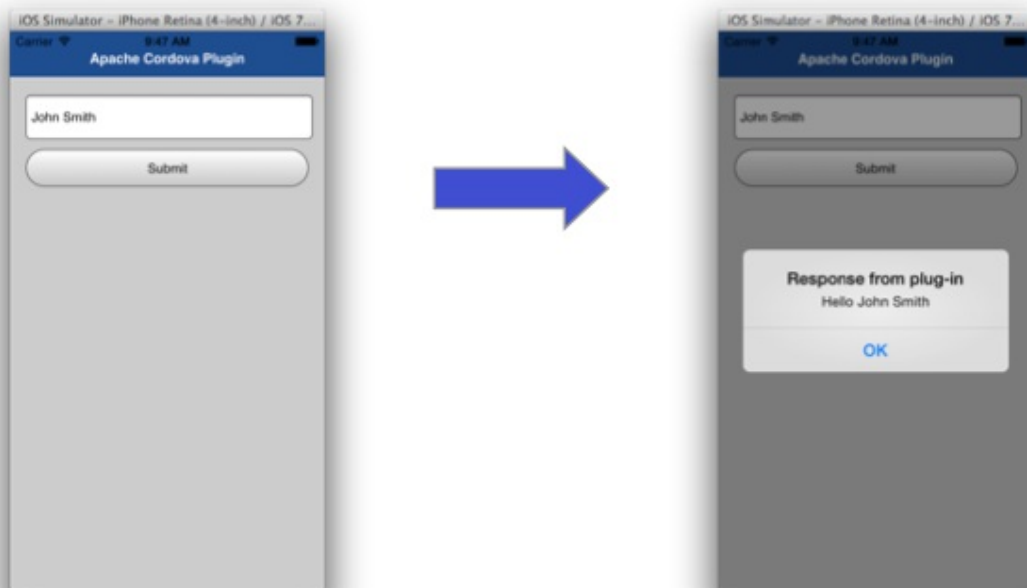 iOS Simulator - iPhone Retina (4-inch) / iOS 7...
Carrier 9:47 AM
Apache Cordova Plugin
John Smith
Submit
iOS Simulator - iPhone Retina (4-inch) / iOS 7...
Carrier 9:47 AM
Apache Cordova Plugin
John Smith
Submit
Response from plug-in
Hello John Smith
OK